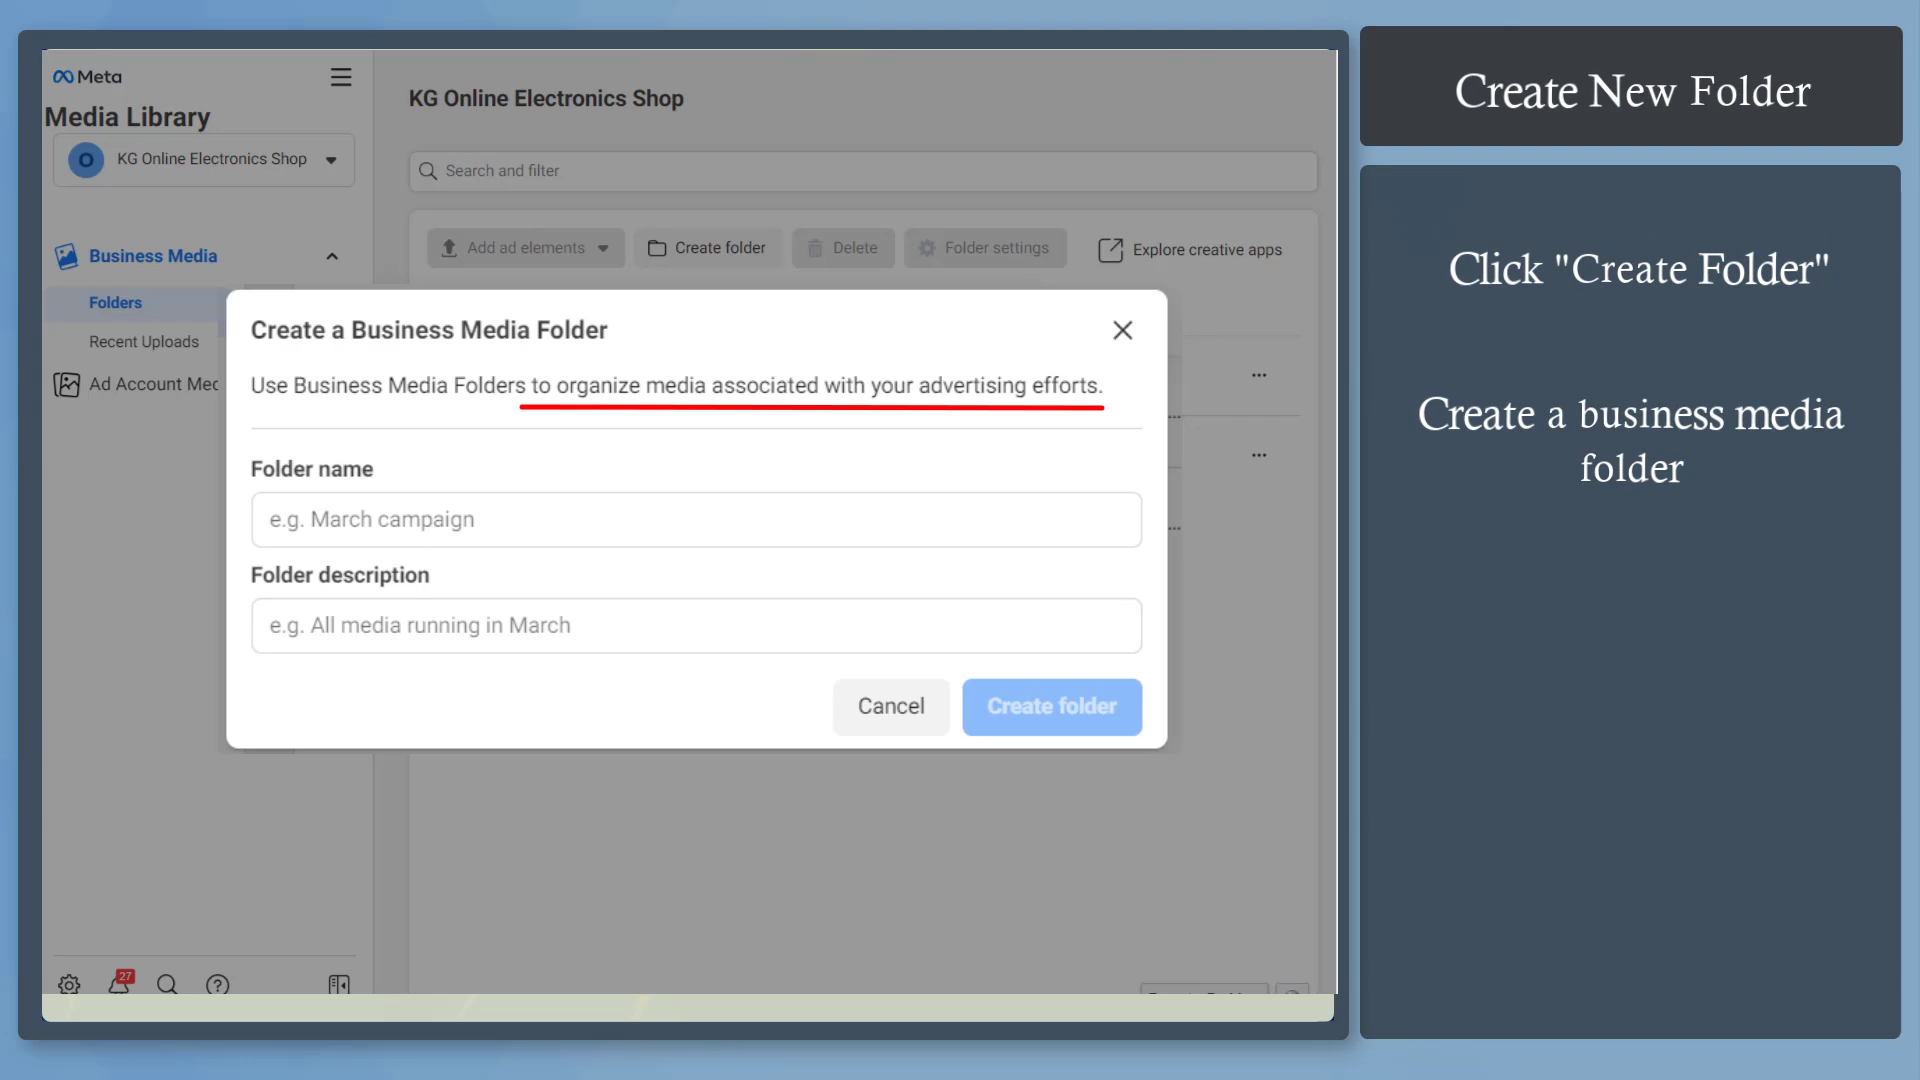 Meta
Media Library
O KG Online Electronics Shop
Business Media
Folders
Recent Uploads
Ad Account Mec
27
KG Online Electronics Shop
Search and filter
Add ad elements Create folder Delete Folder settings Explore creative apps
Create a Business Media Folder
Use Business Media Folders to organize media associated with your advertising efforts.
Folder name
e.g. March campaign
Folder description
e.g. All media running in March
Cancel Create folder
Create New Folder
Click "Create Folder"
Create a business media
folder